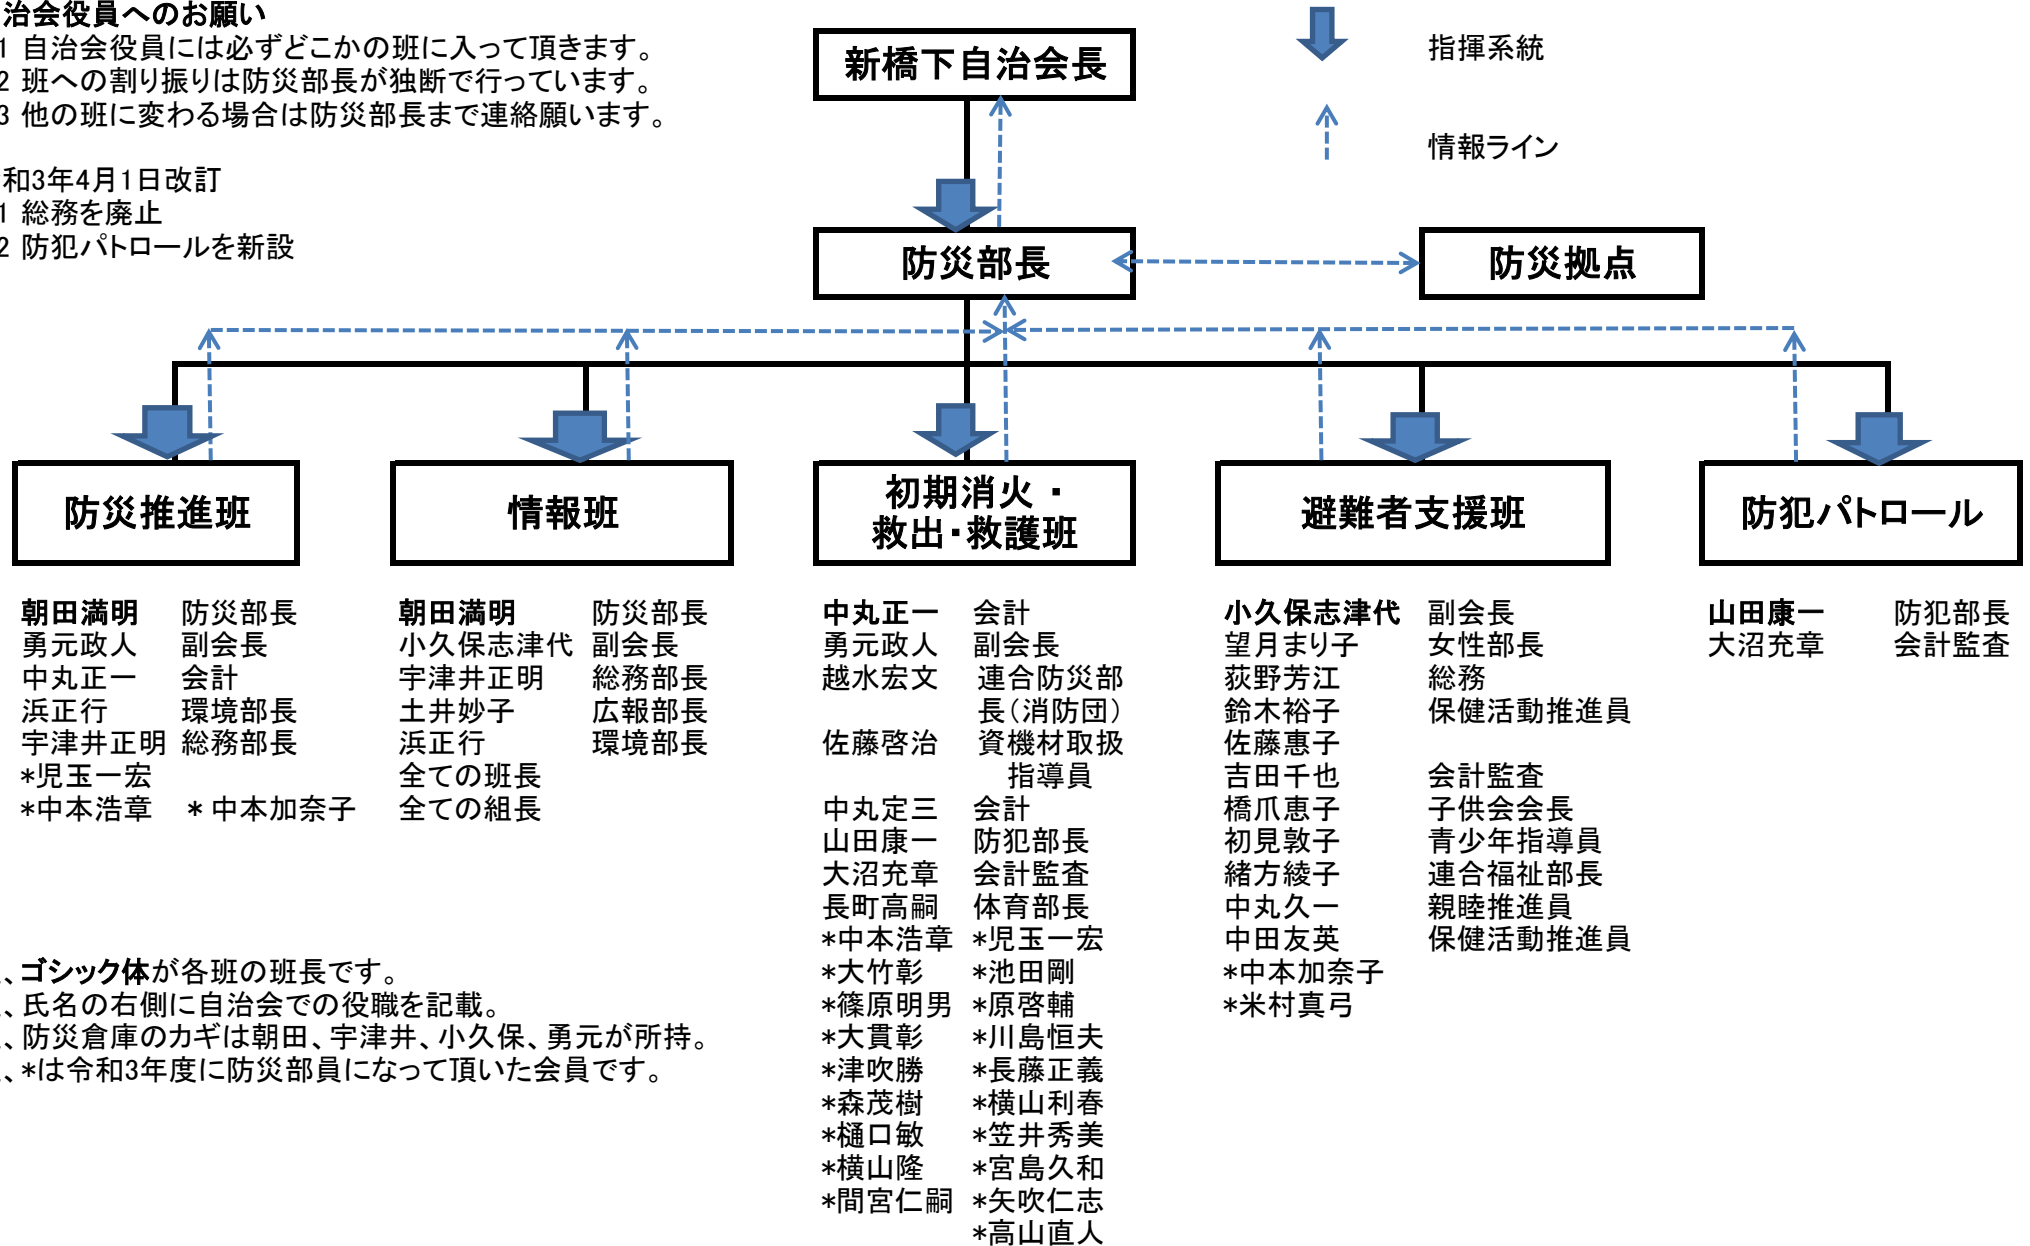 治会役員へのお願い
1 自治会役員には必ずどこかの班に入って頂きます。
2 班への割り振りは防災部長が独断で行っています。
3 他の班に変わる場合は防災部長まで連絡願います。
和3年4月1日改訂
1 総務を廃止
2 防犯パトロールを新設
新橋下自治会長
指揮系統
情報ライン
防災部長
防災拠点
防災推進班
情報班
初期消火・
救出・救護班
避難者支援班
防犯パトロール
朝田満明 防災部長
勇元政人 副会長
中丸正一 会計
浜正行 環境部長
宇津井正明 総務部長
*児玉一宏
*中本浩章 * 中本加奈子
朝田満明 防災部長
小久保志津代 副会長
宇津井正明 総務部長
土井妙子 広報部長
浜正行 環境部長
全ての班長
全ての組長
中丸正一 会計
勇元政人 副会長
越水宏文 連合防災部
長(消防団)
佐藤啓治 資機材取扱
指導員
中丸定三 会計
山田康一 防犯部長
大沼充章 会計監査
長町高嗣 体育部長
*中本浩章 *児玉一宏
*大竹彰 *池田剛
*篠原明男 *原啓輔
*大貫彰 *川島恒夫
*津吹勝 *長藤正義
*森茂樹 *横山利春
*樋口敏 *笠井秀美
*横山隆 *宮島久和
*間宮仁嗣 *矢吹仁志
*高山直人
小久保志津代 副会長
望月まり子 女性部長
荻野芳江 総務
鈴木裕子 保健活動推進員
佐藤惠子
吉田千也 会計監査
橋爪恵子 子供会会長
初見敦子 青少年指導員
緒方綾子 連合福祉部長
中丸久一 親睦推進員
中田友英 保健活動推進員
*中本加奈子
*米村真弓
山田康一 防犯部長
大沼充章 会計監査
、ゴシック体が各班の班長です。
、氏名の右側に自治会での役職を記載。
、防災倉庫のカギは朝田、宇津井、小久保、勇元が所持。
、*は令和3年度に防災部員になって頂いた会員です。